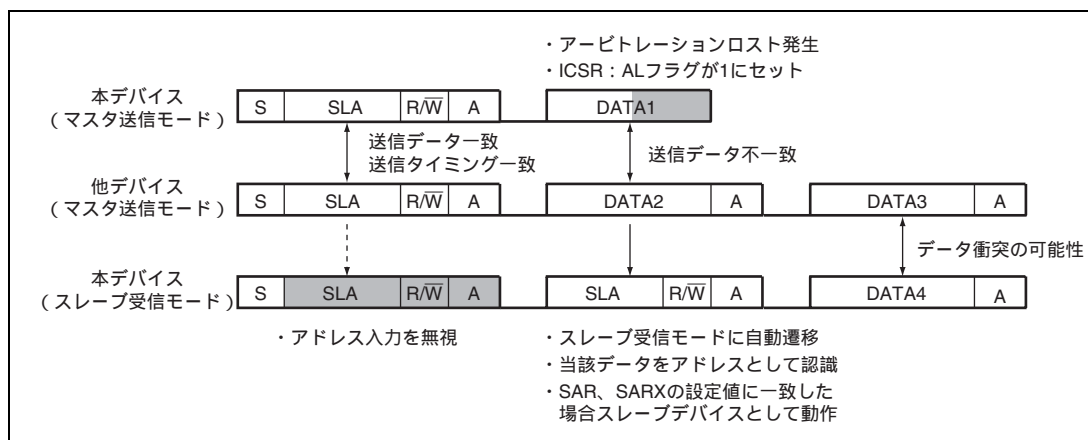 ・アービトレーションロスト発生
・ICSR：ALフラグが1にセット
本デバイス
（マスタ送信モード）
S SLA R/W̅ A DATA1
送信データ一致
送信タイミング一致
送信データ不一致
他デバイス
（マスタ送信モード）
S SLA R/W̅ A DATA2 A DATA3 A
データ衝突の可能性
本デバイス
（スレーブ受信モード）
S SLA R/W̅ A SLA R/W̅ A DATA4 A
・アドレス入力を無視
・スレーブ受信モードに自動遷移
・当該データをアドレスとして認識
・SAR、SARXの設定値に一致した
場合スレーブデバイスとして動作